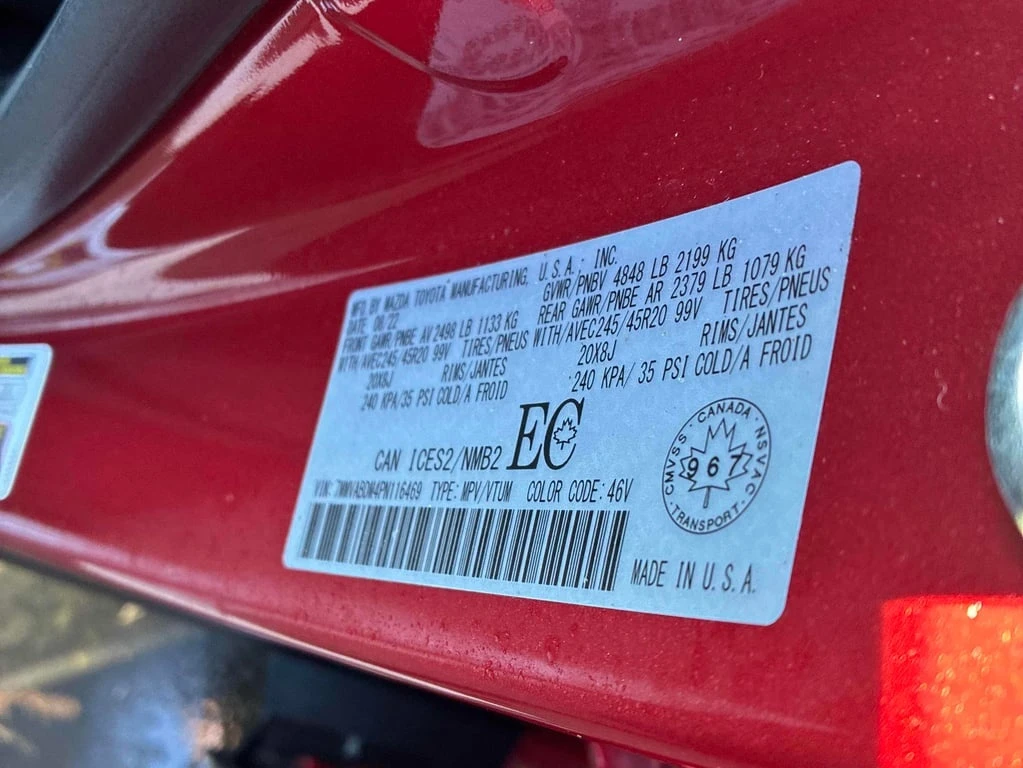 MFD BY MAZDA TOYOTA MANUFACTURING, U.S.A., INC.
DATE 08/22 GVWR/PNBV 4848 LB 2199 KG
FRONT GAWR/PNBE AV 2498 LB 1133 KG REAR GAWR/PNBE AR 2379 LB 1079 KG
WITH/AVEC245/45R20 99V TIRES/PNEUS WITH/AVEC245/45R20 99V TIRES/PNEUS
20X8J RIMS/JANTES 20X8J RIMS/JANTES
240 KPA/35 PSI COLD/A FROID 240 KPA/ 35 PSI COLD/A FROID
CAN ICES2/NMB2 EC
CANADA · NSVAC · TRANSPORT · CMVSS
967
VIN: 7MMVABDM4PN116469 TYPE: MPV/VTUM COLOR CODE: 46V
MADE IN U.S.A.